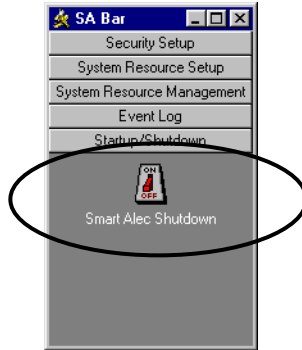 SA Bar
Security Setup
System Resource Setup
System Resource Management
Event Log
Startup/Shutdown
ON
OFF
Smart Alec Shutdown